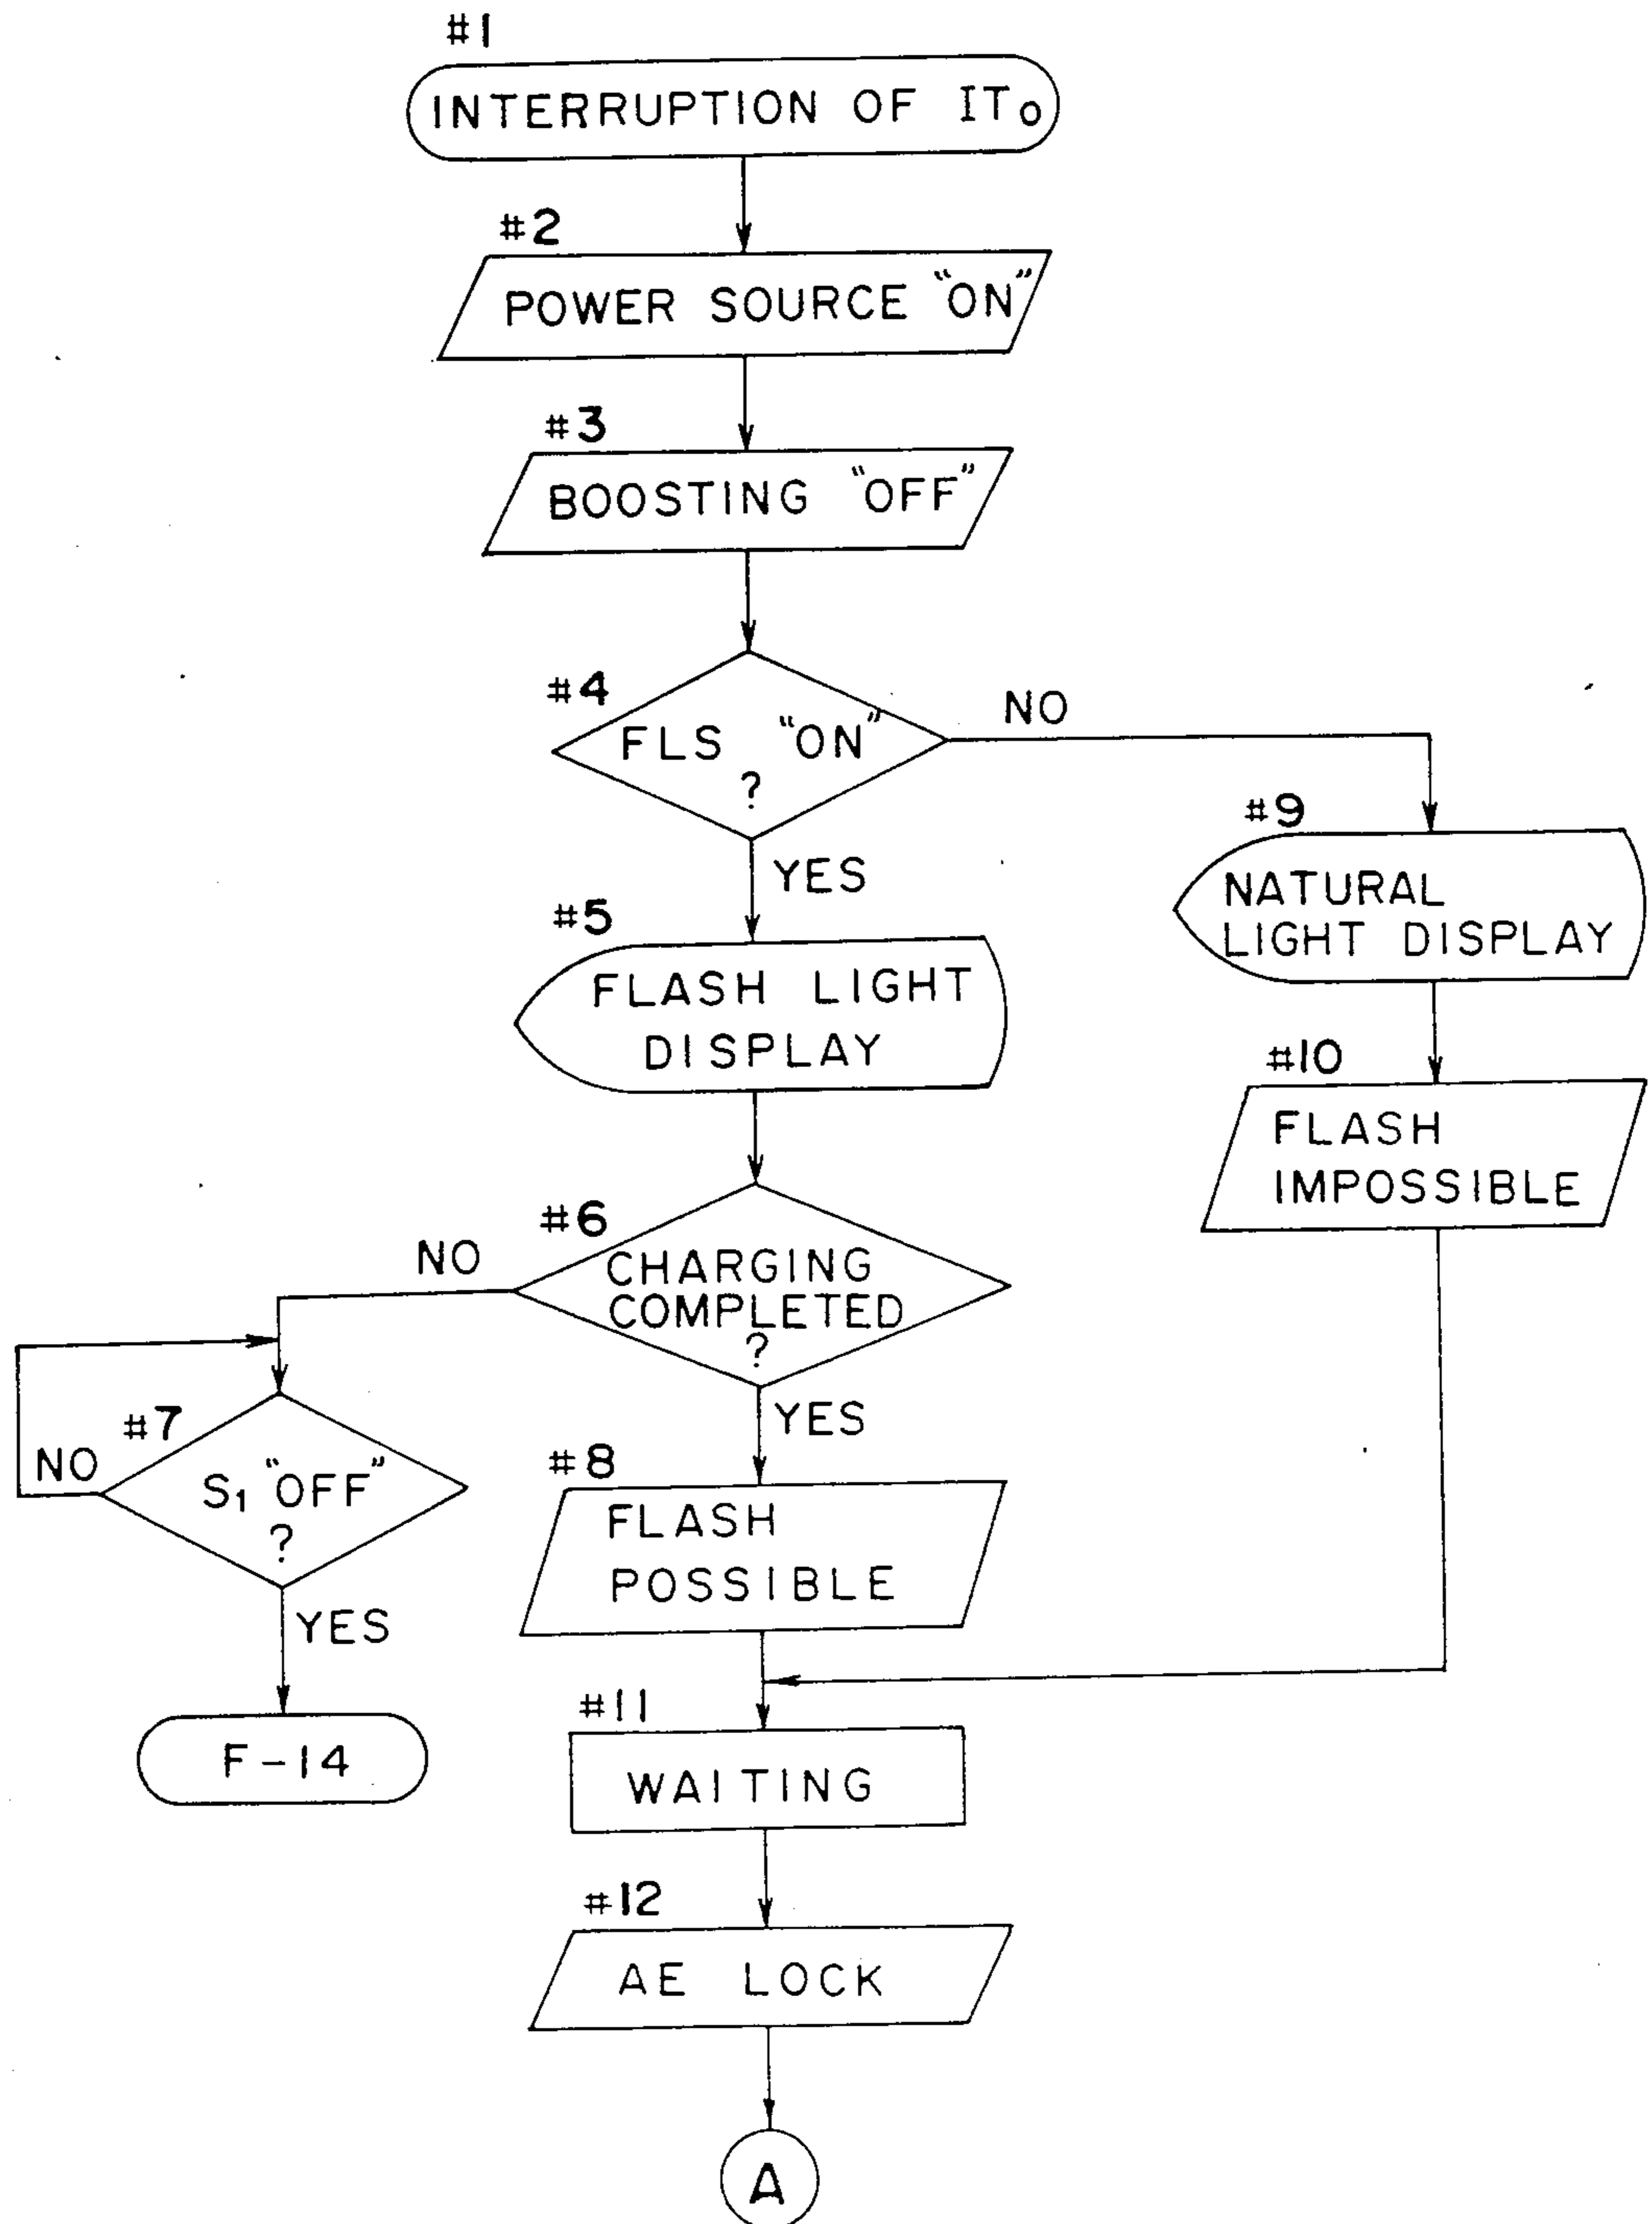 #1
INTERRUPTION OF IT₀
#2
POWER SOURCE "ON"
#3
BOOSTING "OFF"
#4
FLS "ON"
?
NO
YES
#5
FLASH LIGHT
DISPLAY
#9
NATURAL
LIGHT DISPLAY
#10
FLASH
IMPOSSIBLE
#6
CHARGING
COMPLETED
?
NO
YES
#7
S₁ "OFF"
?
NO
YES
F-14
#8
FLASH
POSSIBLE
#11
WAITING
#12
AE LOCK
A